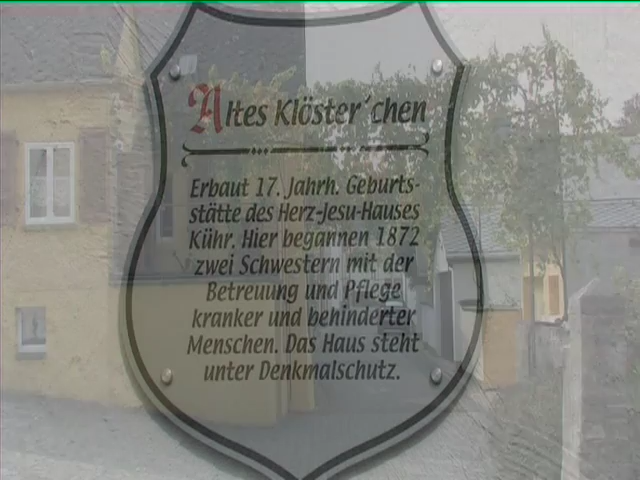 Altes Klöster´chen
Erbaut 17. Jahrh. Geburts-
stätte des Herz-Jesu-Hauses
Kühr. Hier begannen 1872
zwei Schwestern mit der
Betreuung und Pflege
kranker und behinderter
Menschen. Das Haus steht
unter Denkmalschutz.